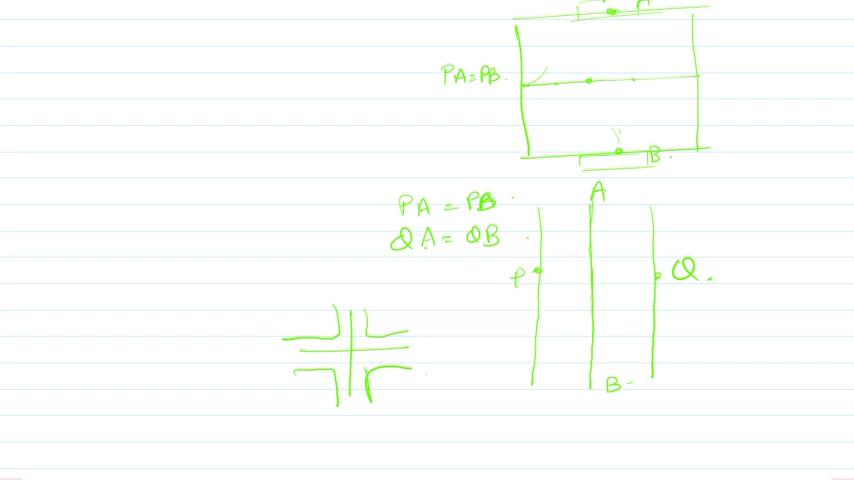 A
PA=PB.
B.
PA = PB.
QA = QB.
A
P
Q.
B-